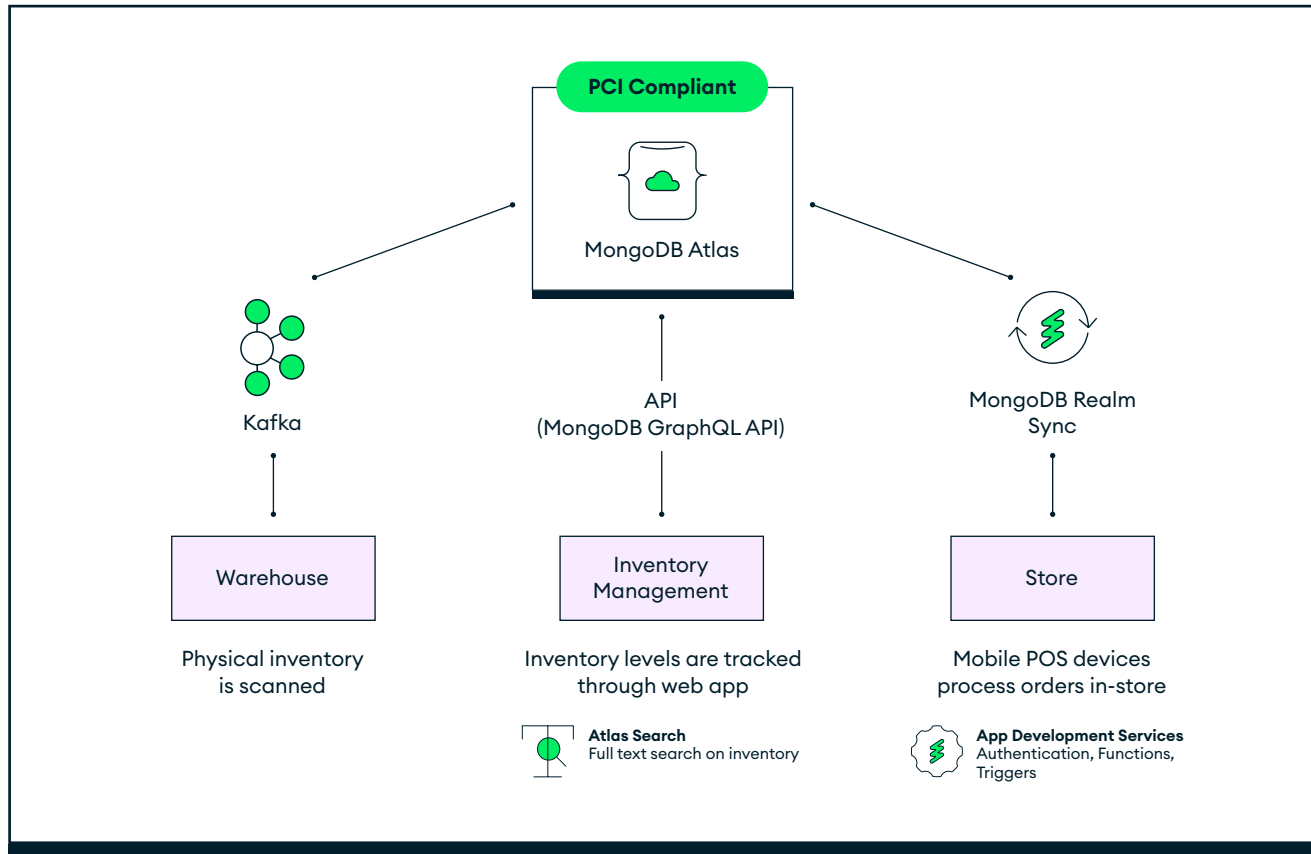 PCI Compliant
MongoDB Atlas
Kafka
API
(MongoDB GraphQL API)
MongoDB Realm
Sync
Warehouse
Inventory
Management
Store
Physical inventory
is scanned
Inventory levels are tracked
through web app
Mobile POS devices
process orders in-store
Atlas Search
Full text search on inventory
App Development Services
Authentication, Functions,
Triggers